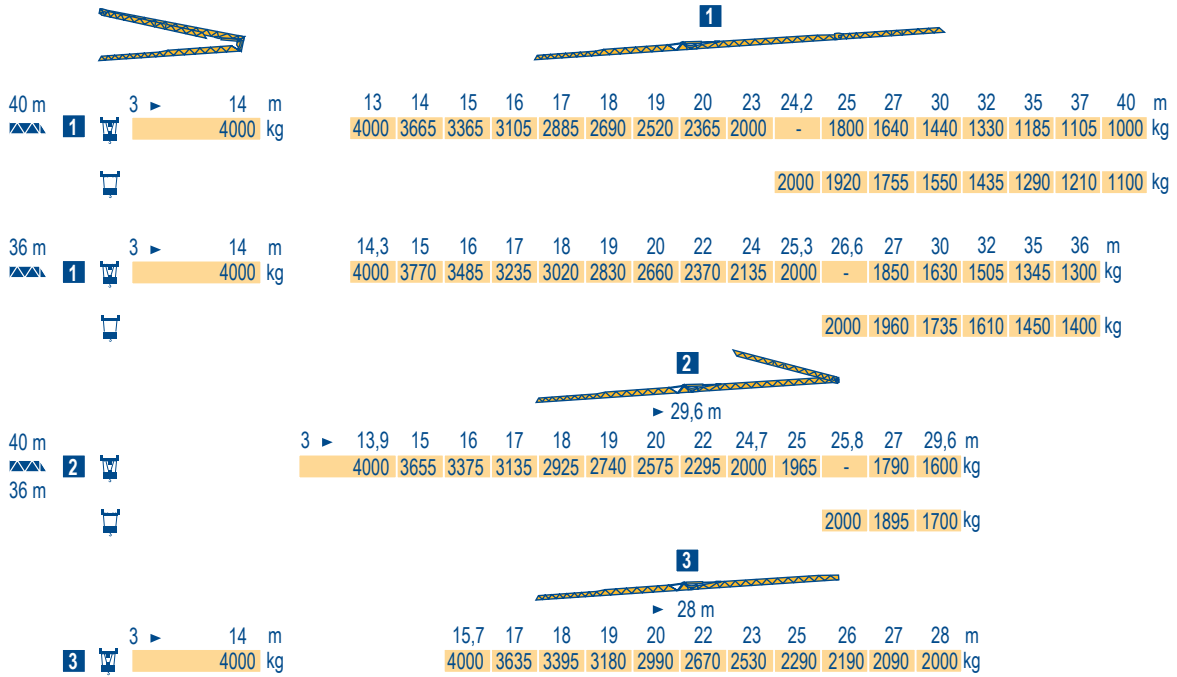 1
40 m 3 ► 14 m 13 14 15 16 17 18 19 20 23 24,2 25 27 30 32 35 37 40 m
1 4000 kg 4000 3665 3365 3105 2885 2690 2520 2365 2000 - 1800 1640 1440 1330 1185 1105 1000 kg
2000 1920 1755 1550 1435 1290 1210 1100 kg
36 m 3 ► 14 m 14,3 15 16 17 18 19 20 22 24 25,3 26,6 27 30 32 35 36 m
1 4000 kg 4000 3770 3485 3235 3020 2830 2660 2370 2135 2000 - 1850 1630 1505 1345 1300 kg
2000 1960 1735 1610 1450 1400 kg
2
► 29,6 m
40 m 3 ► 13,9 15 16 17 18 19 20 22 24,7 25 25,8 27 29,6 m
2 4000 3655 3375 3135 2925 2740 2575 2295 2000 1965 - 1790 1600 kg
36 m
2000 1895 1700 kg
3
► 28 m
3 ► 14 m 15,7 17 18 19 20 22 23 25 26 27 28 m
3 4000 kg 4000 3635 3395 3180 2990 2670 2530 2290 2190 2090 2000 kg